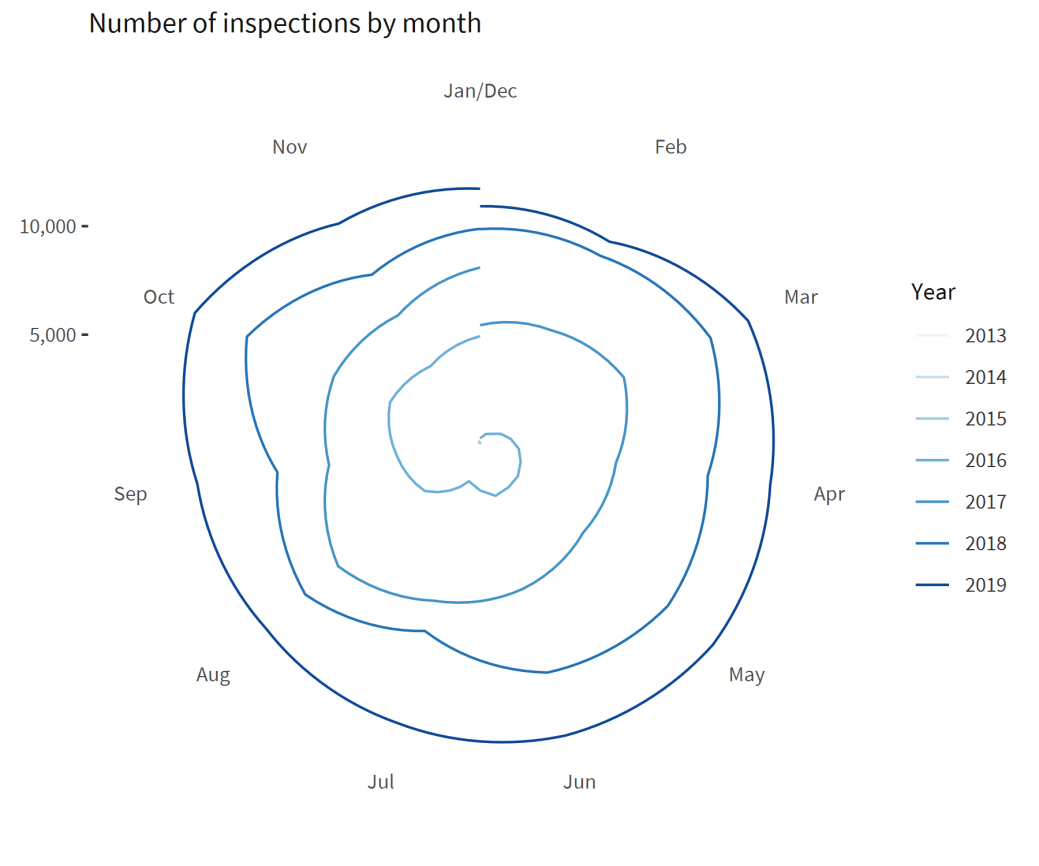 Number of inspections by month
Jan/Dec
Nov
Feb
10,000
Oct
Mar
5,000
Sep
Apr
Aug
May
Jul
Jun
Year
2013
2014
2015
2016
2017
2018
2019